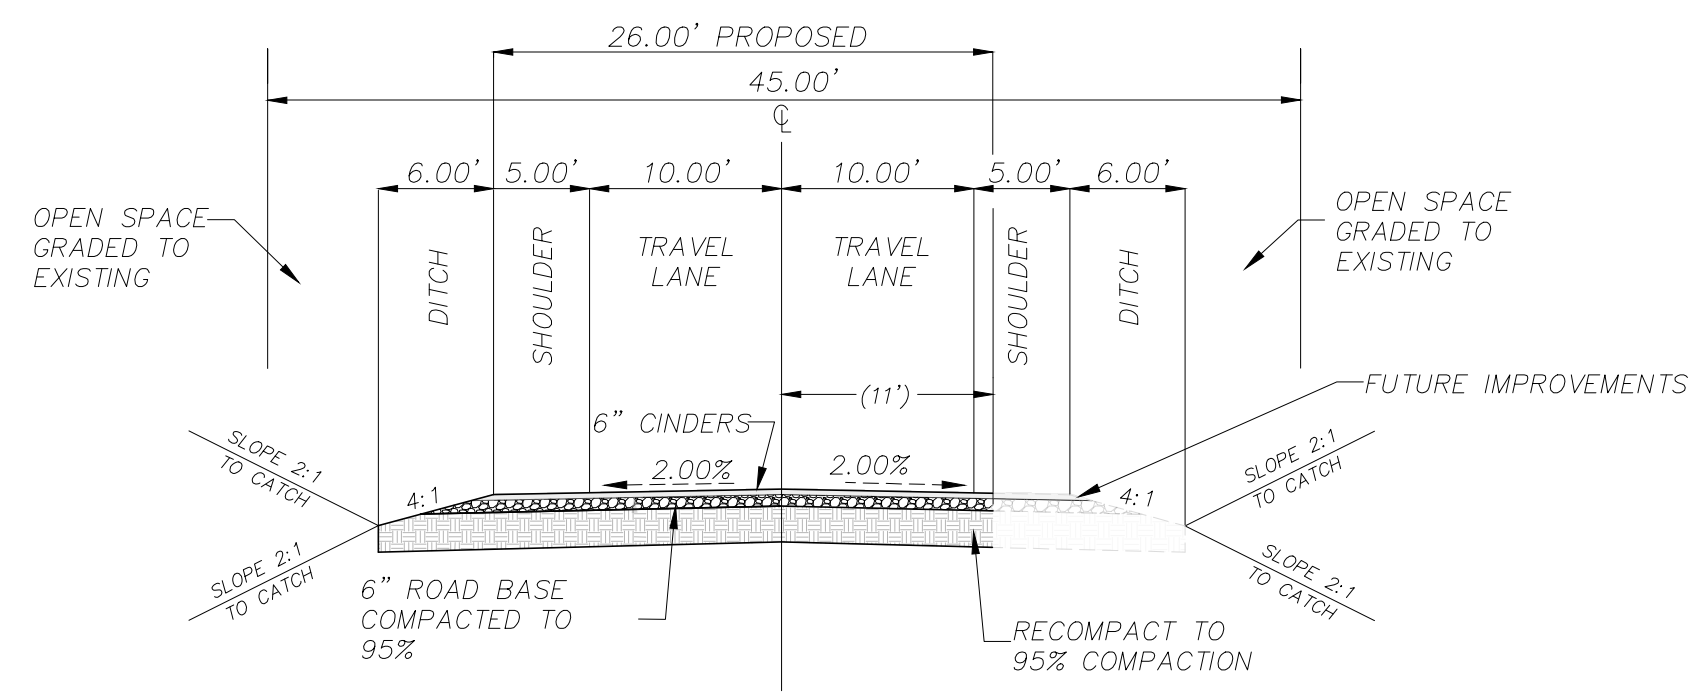 26.00' PROPOSED
45.00'
℄
6.00'
5.00'
10.00'
10.00'
5.00'
6.00'
OPEN SPACE
GRADED TO
EXISTING
DITCH
SHOULDER
TRAVEL
LANE
TRAVEL
LANE
SHOULDER
DITCH
OPEN SPACE
GRADED TO
EXISTING
(11')
FUTURE IMPROVEMENTS
6" CINDERS
2.00%
2.00%
SLOPE 2:1
TO CATCH
4:1
4:1
SLOPE 2:1
TO CATCH
SLOPE 2:1
TO CATCH
SLOPE 2:1
TO CATCH
6" ROAD BASE
COMPACTED TO
95%
RECOMPACT TO
95% COMPACTION